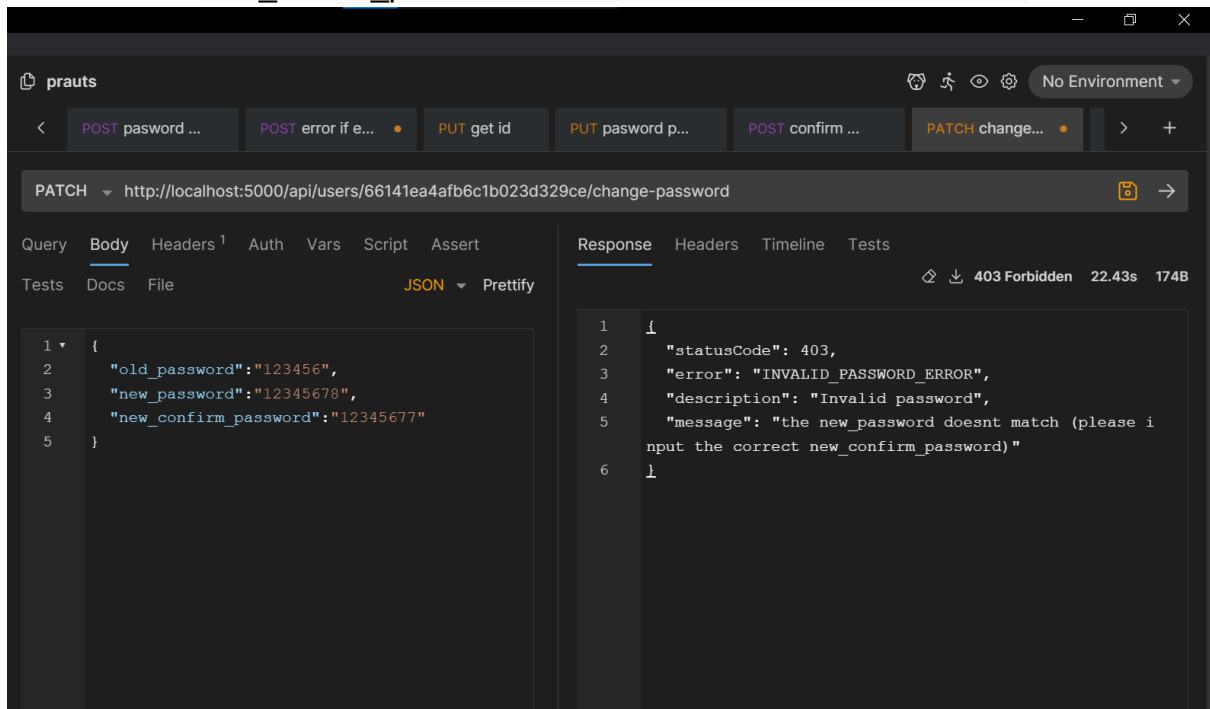 prauts
No Environment
POST pasword ...
POST error if e...
PUT get id
PUT pasword p...
POST confirm ...
PATCH change...
PATCH http://localhost:5000/api/users/66141ea4afb6c1b023d329ce/change-password
Query Body Headers 1 Auth Vars Script Assert
Tests Docs File JSON Prettify
1 {
2 "old_password":"123456",
3 "new_password":"12345678",
4 "new_confirm_password":"12345677"
5 }
Response Headers Timeline Tests
403 Forbidden 22.43s 174B
1 {
2 "statusCode": 403,
3 "error": "INVALID_PASSWORD_ERROR",
4 "description": "Invalid password",
5 "message": "the new_password doesnt match (please i
nput the correct new_confirm_password)"
6 }